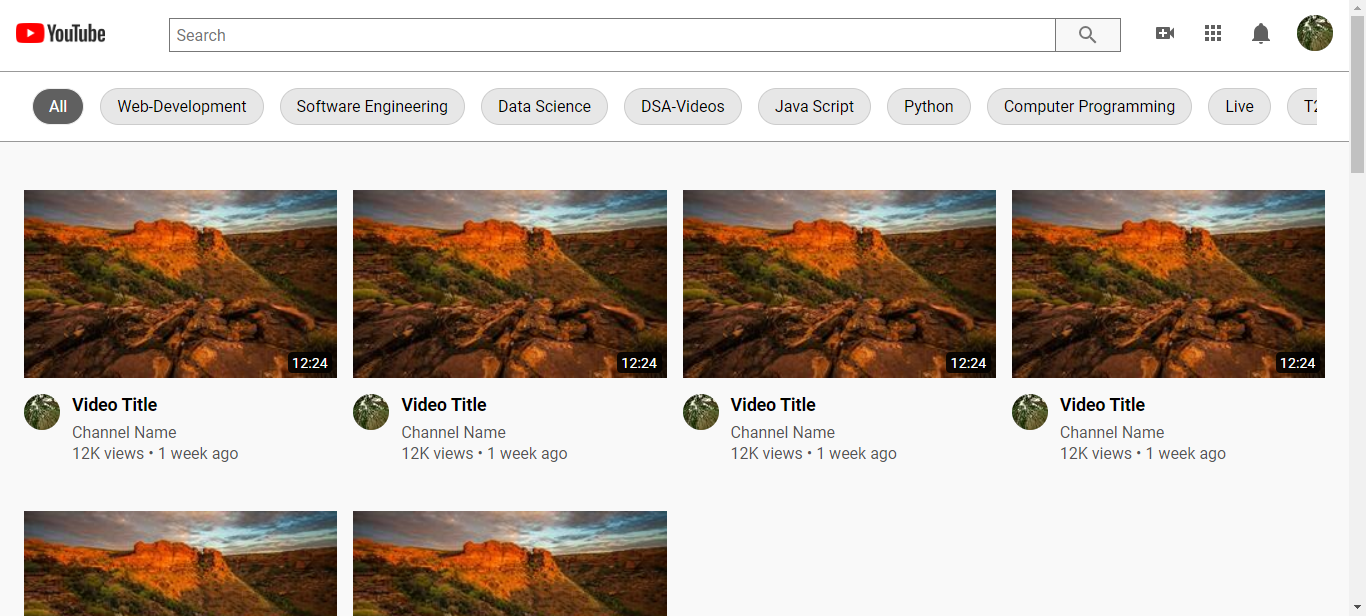 YouTube
Search
All Web-Development Software Engineering Data Science DSA-Videos Java Script Python Computer Programming Live
12:24 12:24 12:24 12:24
Video Title Video Title Video Title Video Title
Channel Name Channel Name Channel Name Channel Name
12K views • 1 week ago 12K views • 1 week ago 12K views • 1 week ago 12K views • 1 week ago